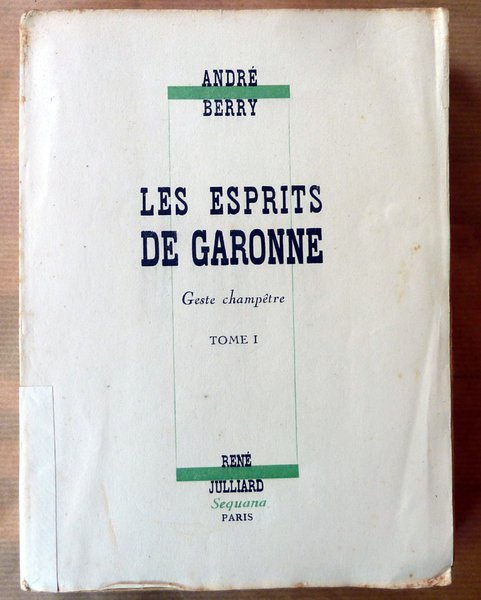 ANDRÉ
BERRY
LES ESPRITS
DE GARONNE
Geste champêtre
TOME I
RENÉ
JULLIARD
Sequana
PARIS